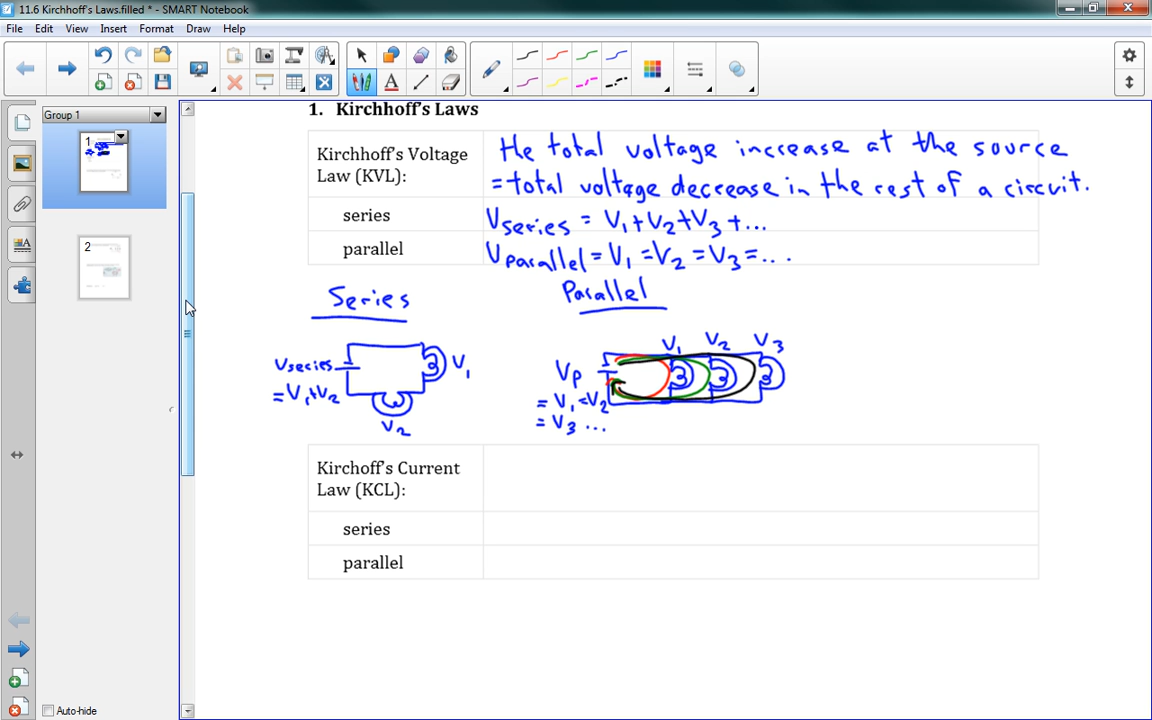 11.6 Kirchhoff's Laws.filled * - SMART Notebook
File Edit View Insert Format Draw Help
Group 1
1
2
Auto-hide
1. Kirchhoff's Laws
Kirchhoff's Voltage
Law (KVL):
the total voltage increase at the source
= total voltage decrease in the rest of a circuit.
series
Vseries = V1+V2+V3+...
parallel
Vparallel = V1 = V2 = V3 = ...
Series
Parallel
Vseries
= V1+V2
V1
V2
VP
= V1 = V2
= V3 ...
V1 V2 V3
Kirchoff's Current
Law (KCL):
series
parallel